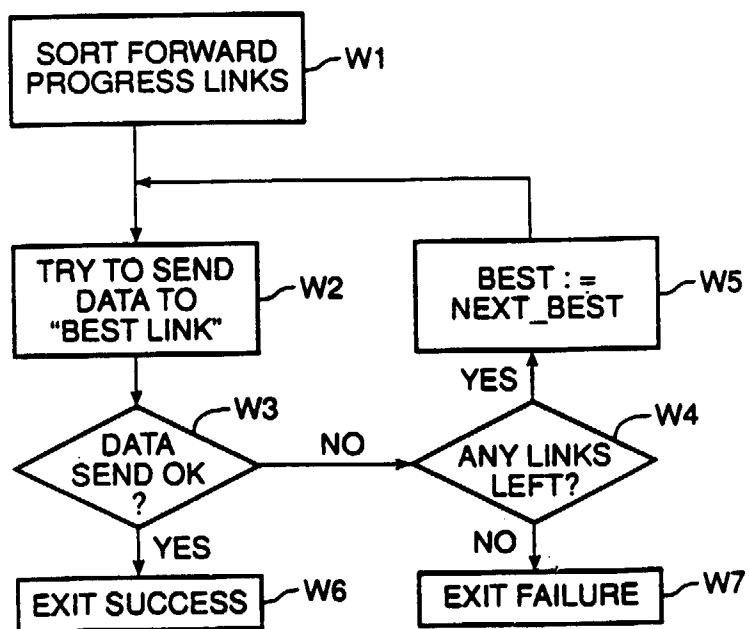 SORT FORWARD
PROGRESS LINKS
W1
TRY TO SEND
DATA TO
“BEST LINK”
W2
BEST : =
NEXT_BEST
W5
YES
DATA
SEND OK
?
W3
NO
ANY LINKS
LEFT?
W4
YES
NO
EXIT SUCCESS
W6
EXIT FAILURE
W7